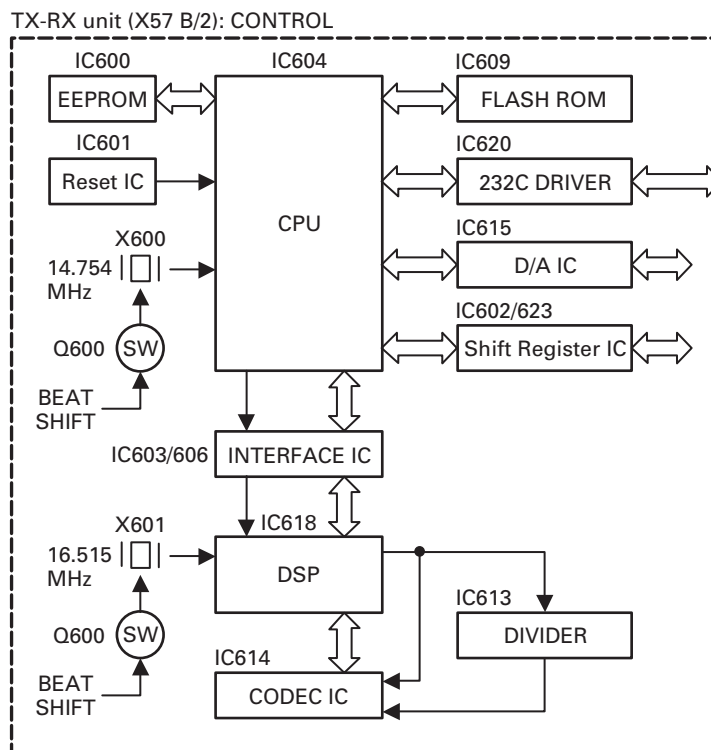 TX-RX unit (X57 B/2): CONTROL
IC600
EEPROM
IC604
CPU
IC609
FLASH ROM
IC601
Reset IC
IC620
232C DRIVER
X600
14.754
MHz
IC615
D/A IC
Q600
SW
IC602/623
Shift Register IC
BEAT
SHIFT
IC603/606
INTERFACE IC
X601
16.515
MHz
IC618
DSP
Q600
SW
IC613
DIVIDER
BEAT
SHIFT
IC614
CODEC IC